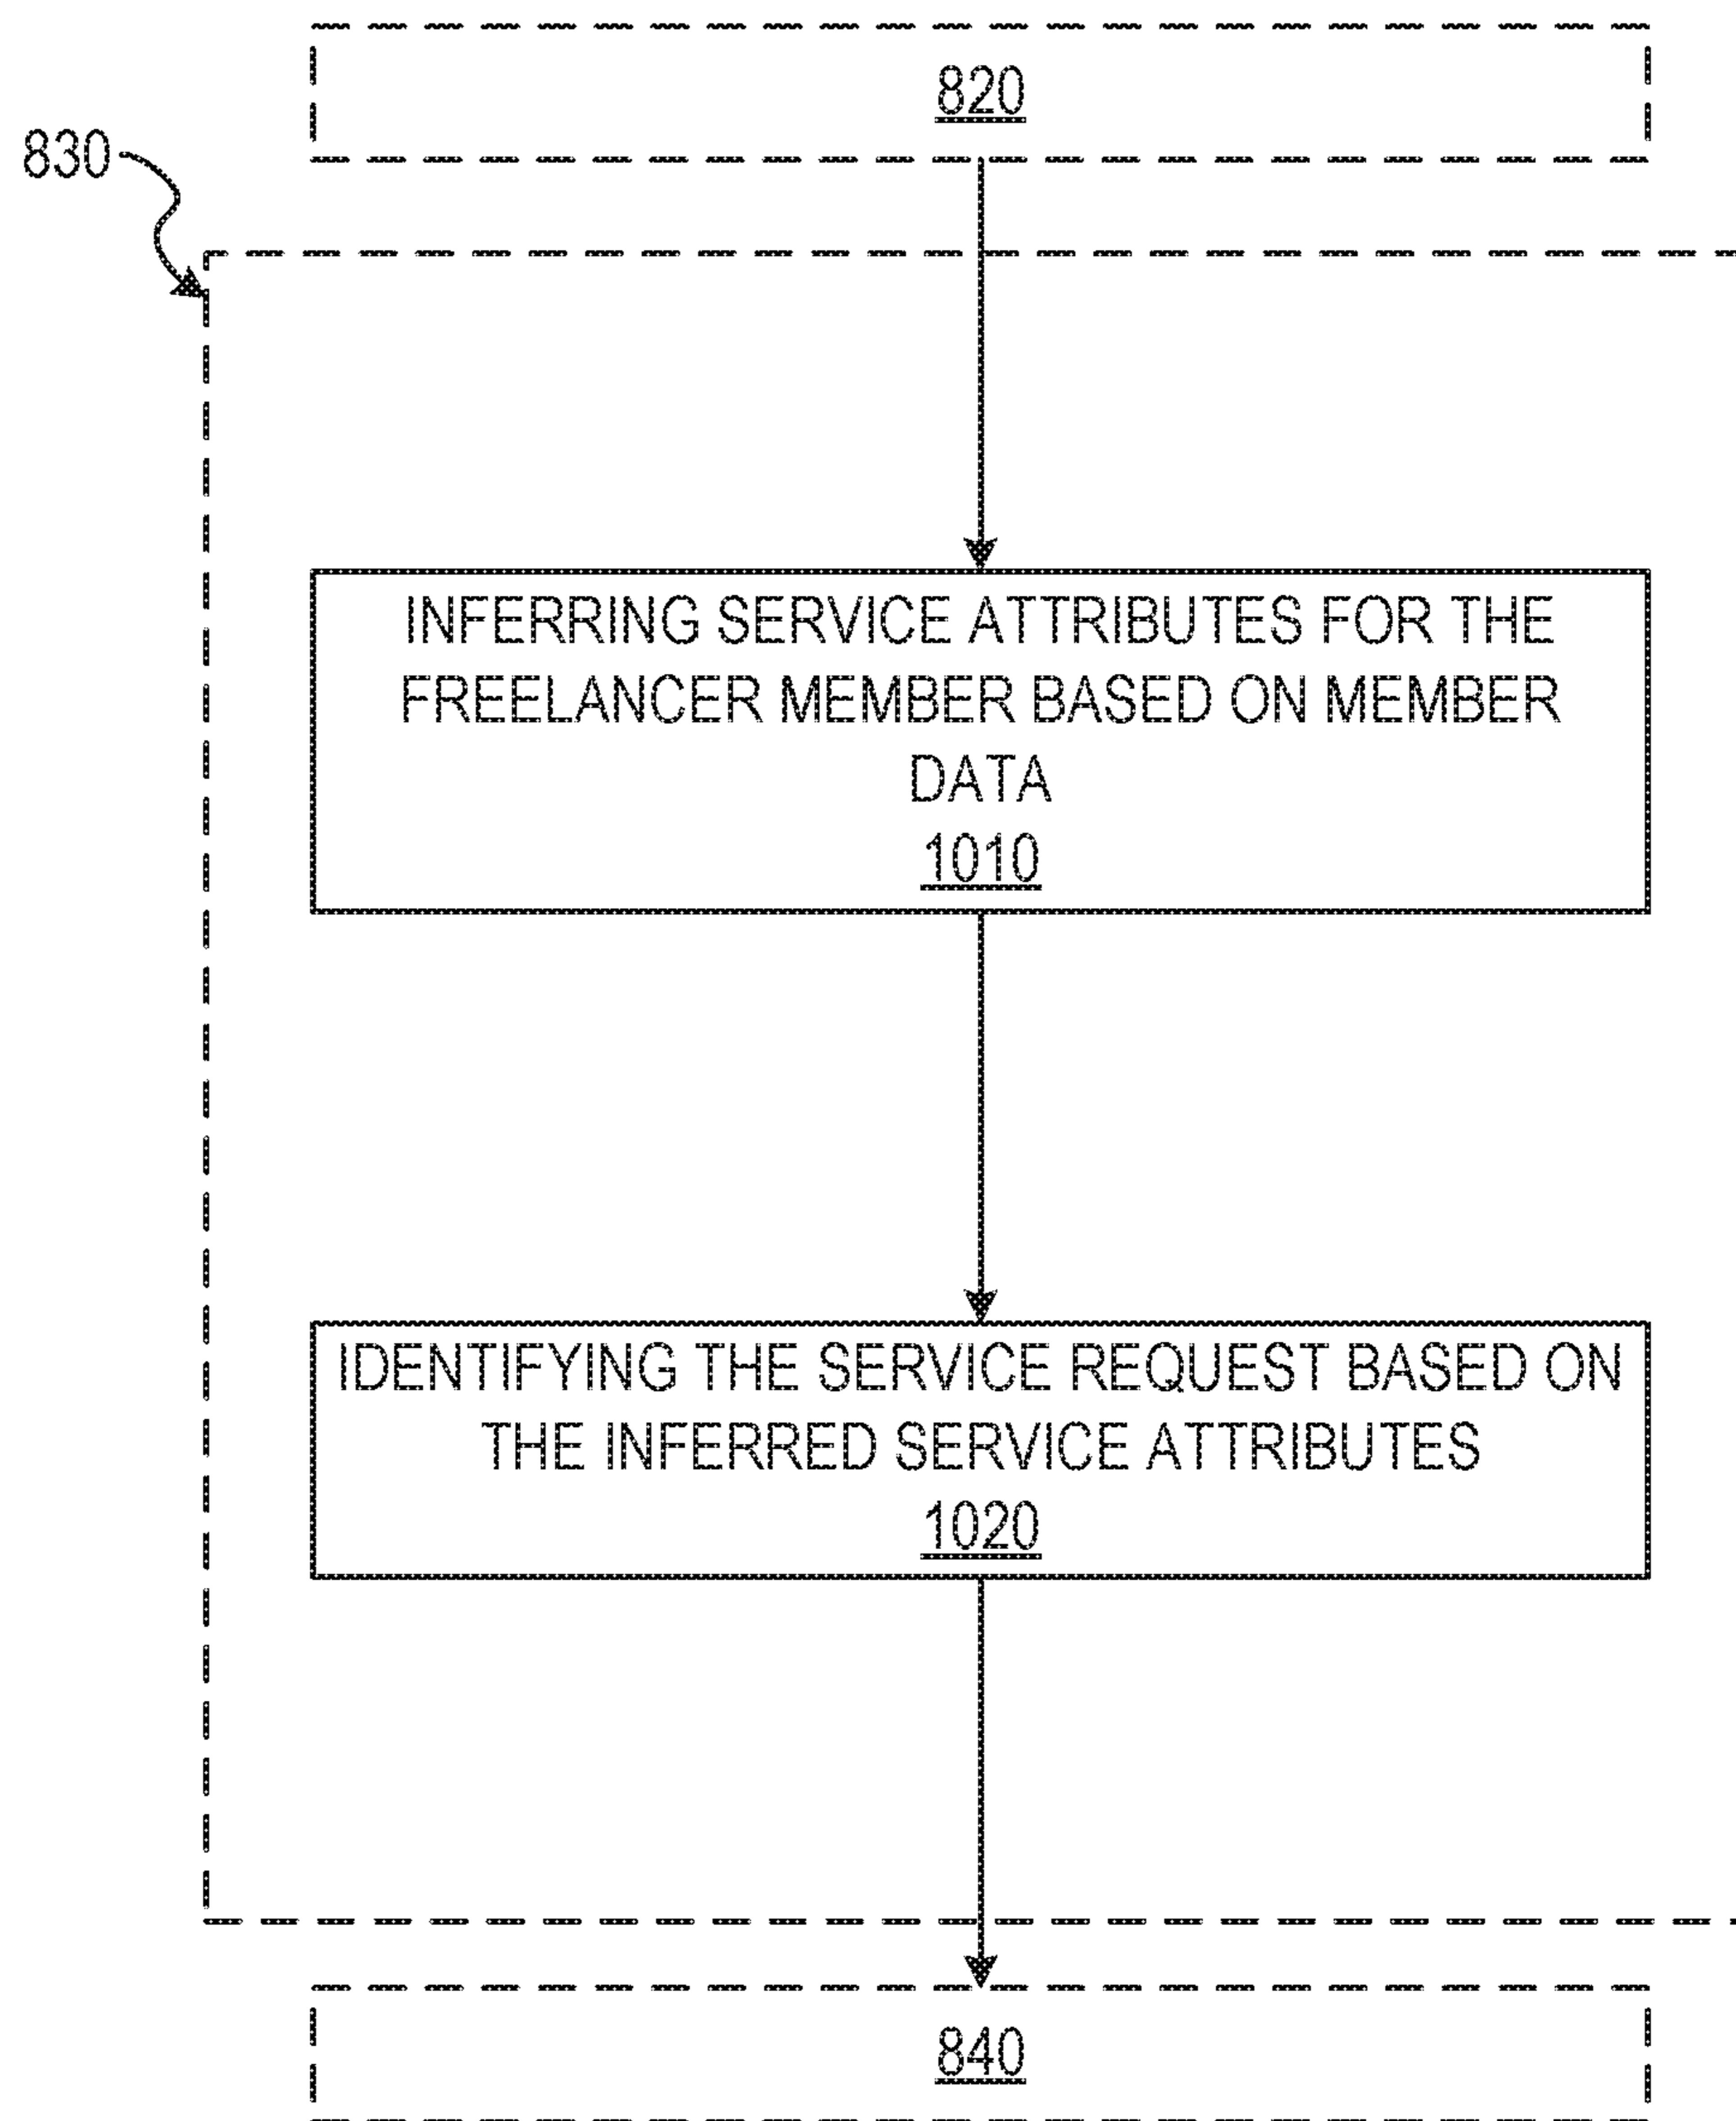 820
830
INFERRING SERVICE ATTRIBUTES FOR THE
FREELANCER MEMBER BASED ON MEMBER
DATA
1010
IDENTIFYING THE SERVICE REQUEST BASED ON
THE INFERRED SERVICE ATTRIBUTES
1020
840